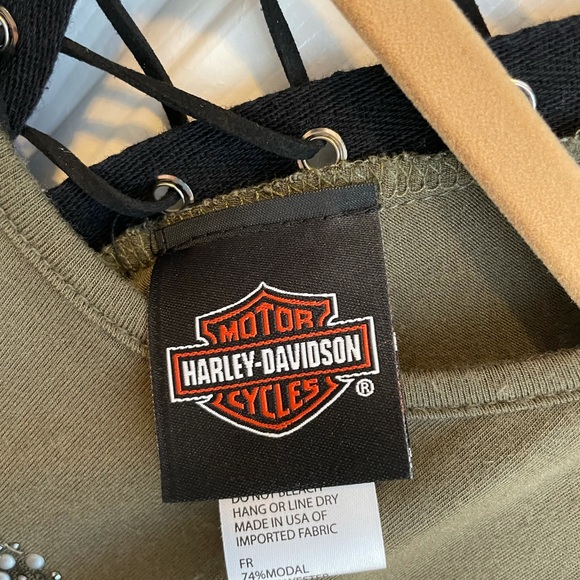 MOTOR
HARLEY-DAVIDSON
CYCLES
®
DO NOT BLEACH
HANG OR LINE DRY
MADE IN USA OF
IMPORTED FABRIC
FR
74%MODAL